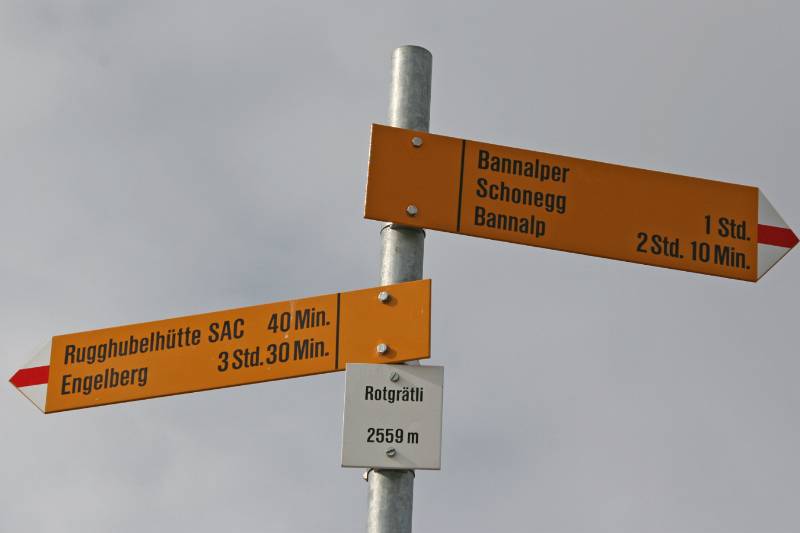 Bannalper
Schonegg 1 Std.
Bannalp 2 Std. 10 Min.
Rugghubelhütte SAC 40 Min.
Engelberg 3 Std. 30 Min.
Rotgrätli
2559 m